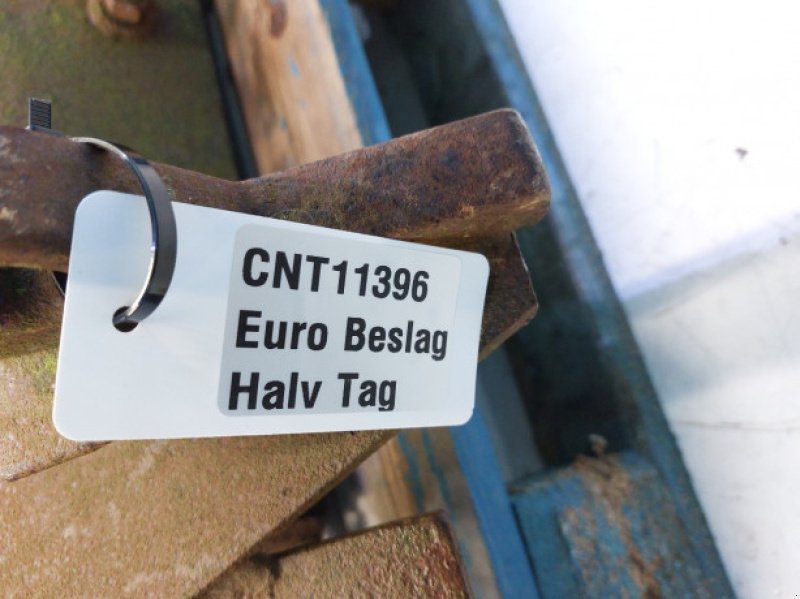 CNT11396
Euro Beslag
Halv Tag